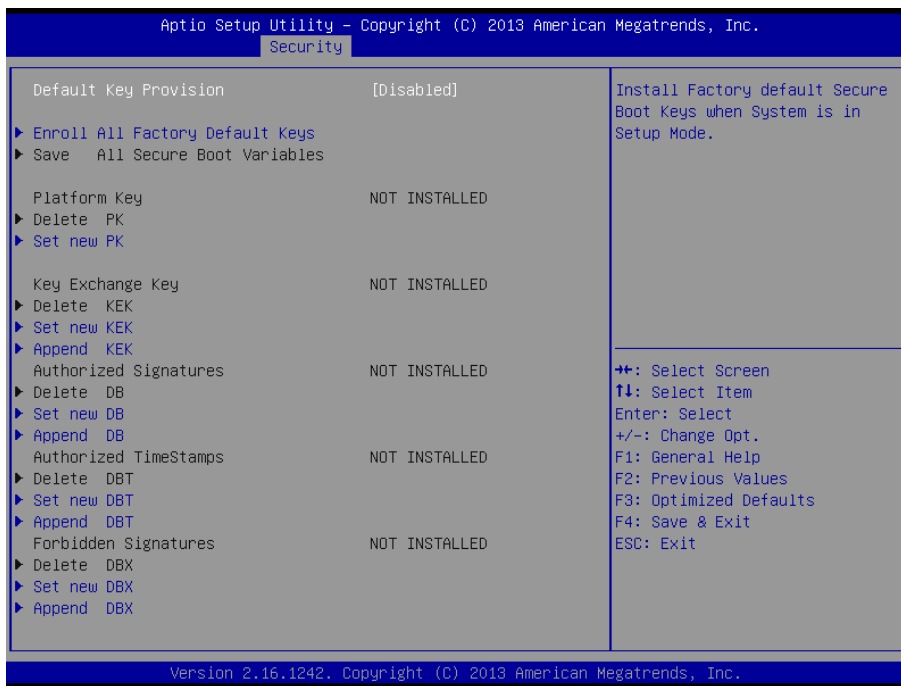 Aptio Setup Utility – Copyright (C) 2013 American Megatrends, Inc.
Security
Default Key Provision [Disabled]
Enroll All Factory Default Keys
Save All Secure Boot Variables
Platform Key NOT INSTALLED
Delete PK
Set new PK
Key Exchange Key NOT INSTALLED
Delete KEK
Set new KEK
Append KEK
Authorized Signatures NOT INSTALLED
Delete DB
Set new DB
Append DB
Authorized TimeStamps NOT INSTALLED
Delete DBT
Set new DBT
Append DBT
Forbidden Signatures NOT INSTALLED
Delete DBX
Set new DBX
Append DBX
Install Factory default Secure
Boot Keys when System is in
Setup Mode.
→←: Select Screen
↑↓: Select Item
Enter: Select
+/-: Change Opt.
F1: General Help
F2: Previous Values
F3: Optimized Defaults
F4: Save & Exit
ESC: Exit
Version 2.16.1242. Copyright (C) 2013 American Megatrends, Inc.